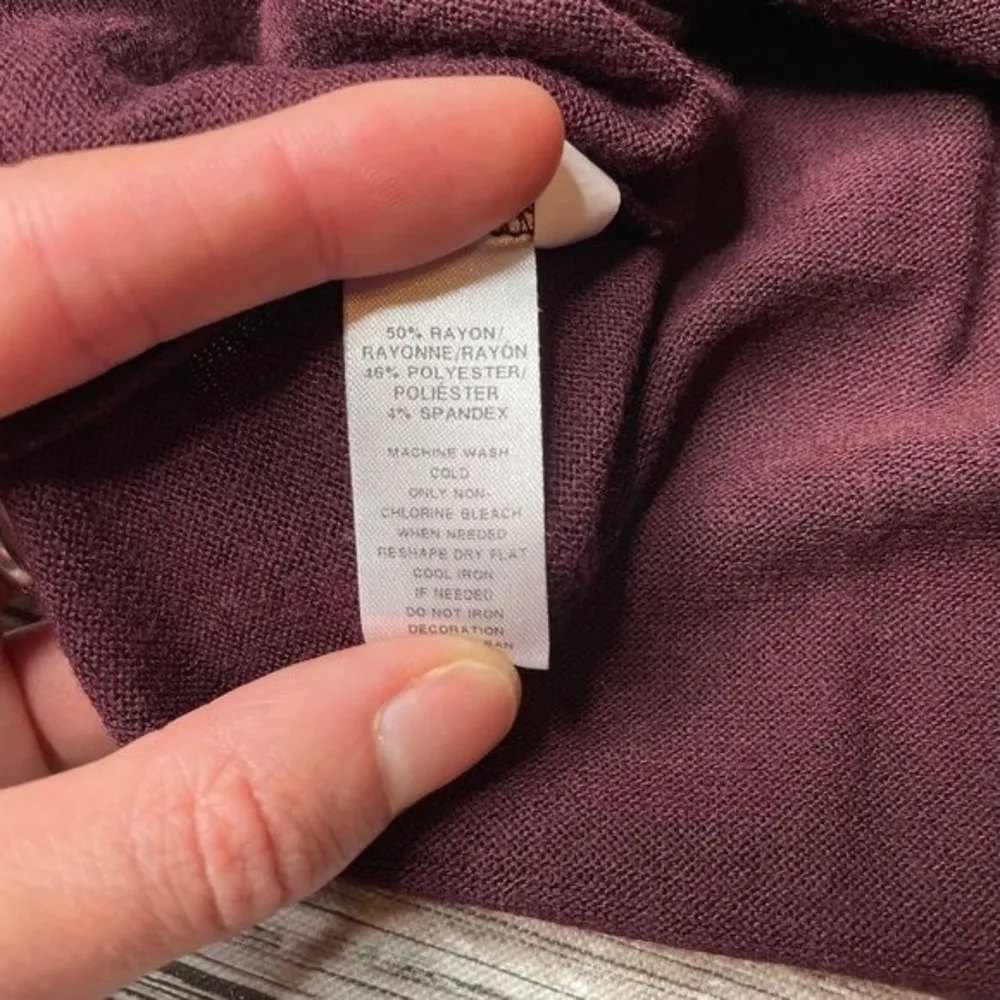 50% RAYON/
RAYONNE/RAYÓN
46% POLYESTER/
POLIÉSTER
4% SPANDEX
MACHINE WASH
COLD
ONLY NON-
CHLORINE BLEACH
WHEN NEEDED
RESHAPE DRY FLAT
COOL IRON
IF NEEDED
DO NOT IRON
DECORATION